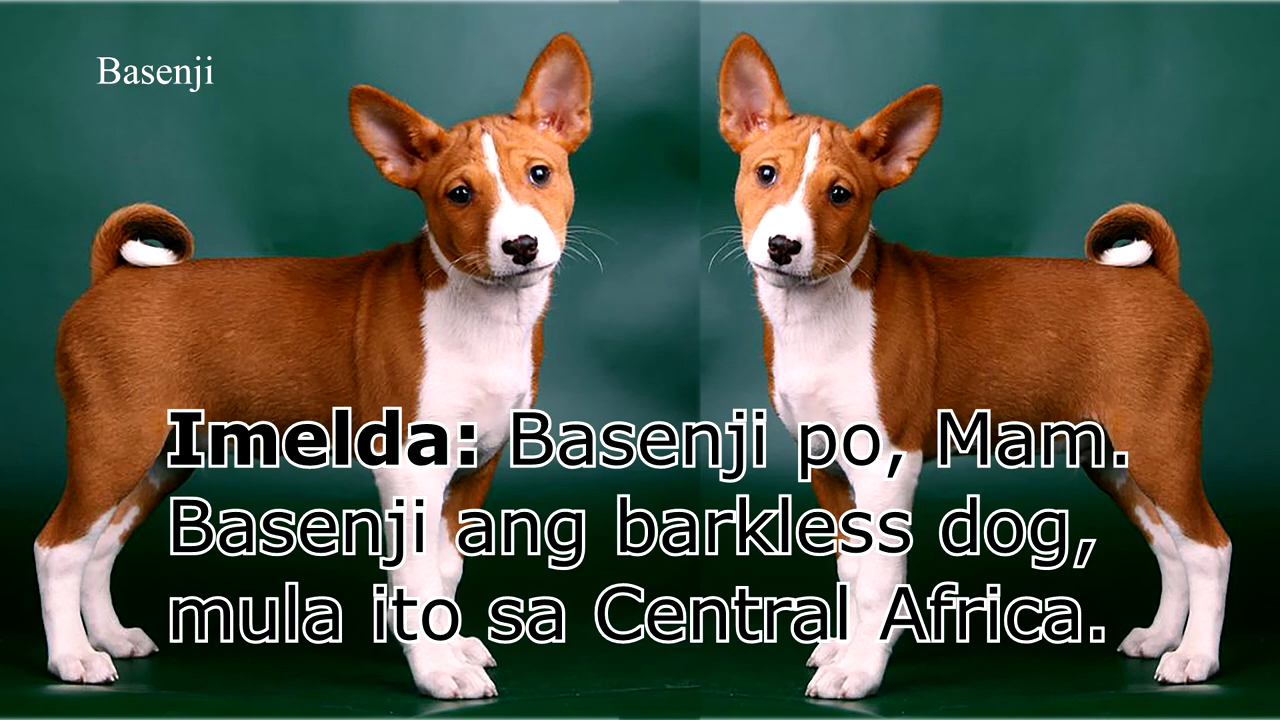 Basenji
Imelda: Basenji po, Mam.
Basenji ang barkless dog,
mula ito sa Central Africa.